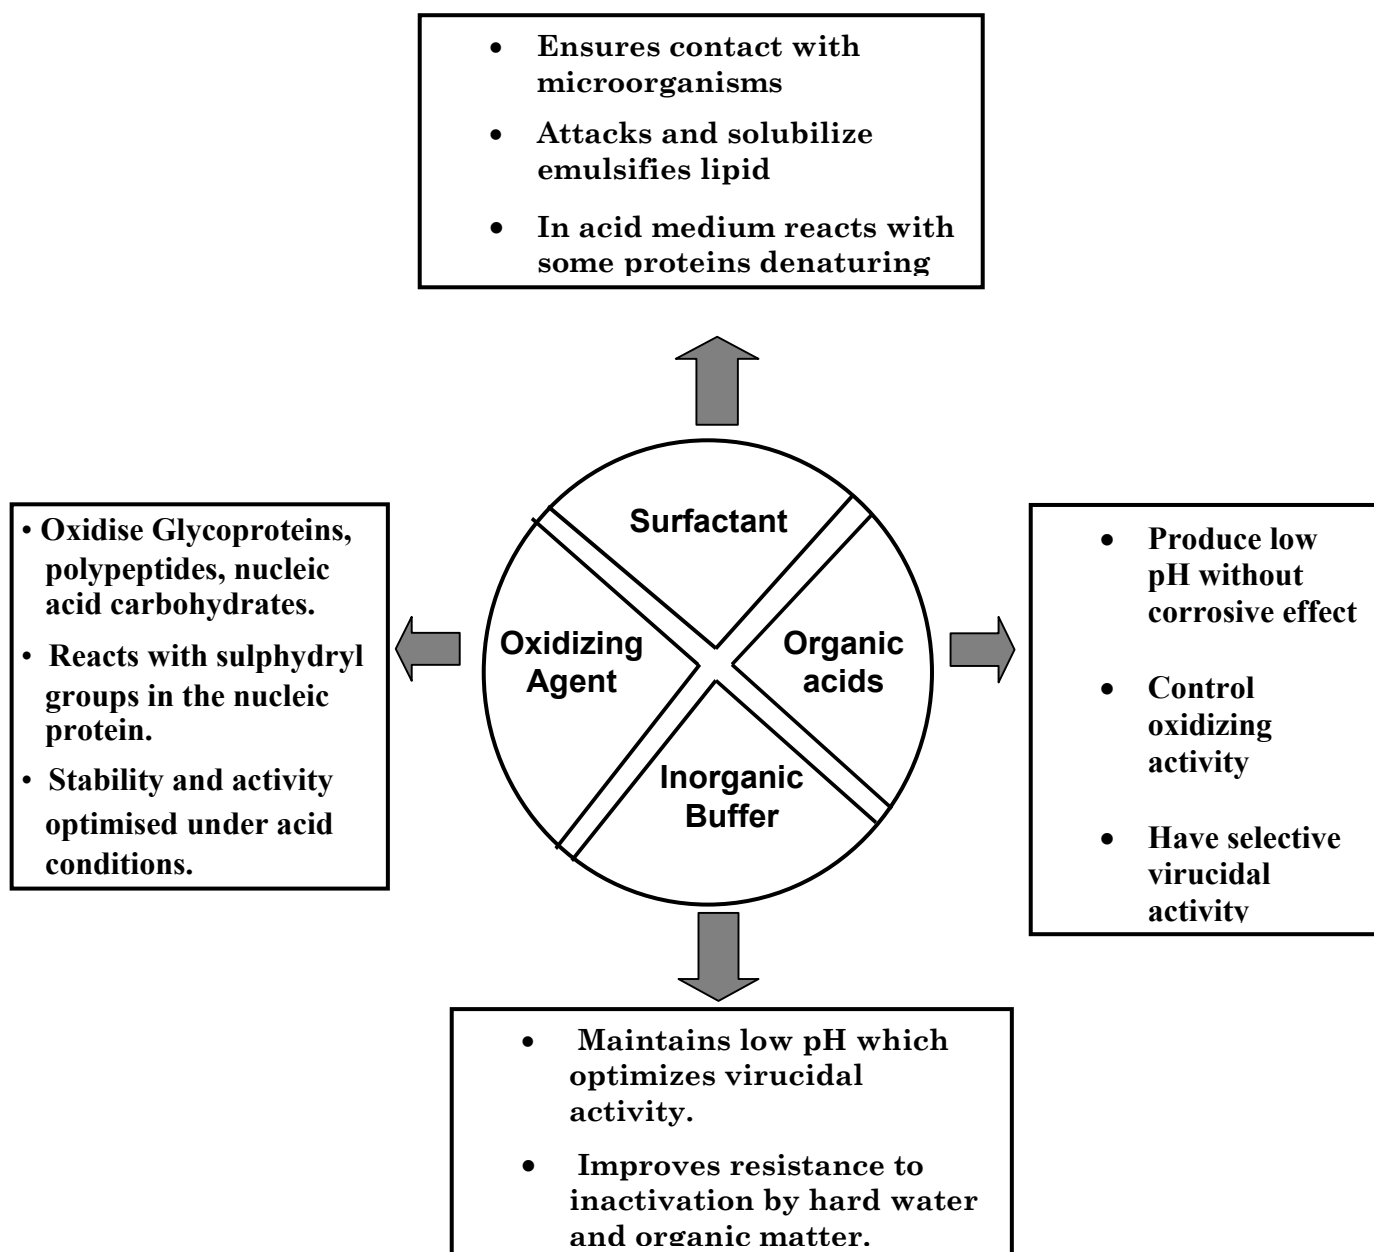 • Ensures contact with
microorganisms
• Attacks and solubilize
emulsifies lipid
• In acid medium reacts with
some proteins denaturing
Surfactant
Oxidizing
Agent
Organic
acids
Inorganic
Buffer
• Oxidise Glycoproteins,
polypeptides, nucleic
acid carbohydrates.
• Reacts with sulphydryl
groups in the nucleic
protein.
• Stability and activity
optimised under acid
conditions.
• Produce low
pH without
corrosive effect
• Control
oxidizing
activity
• Have selective
virucidal
activity
• Maintains low pH which
optimizes virucidal
activity.
• Improves resistance to
inactivation by hard water
and organic matter.